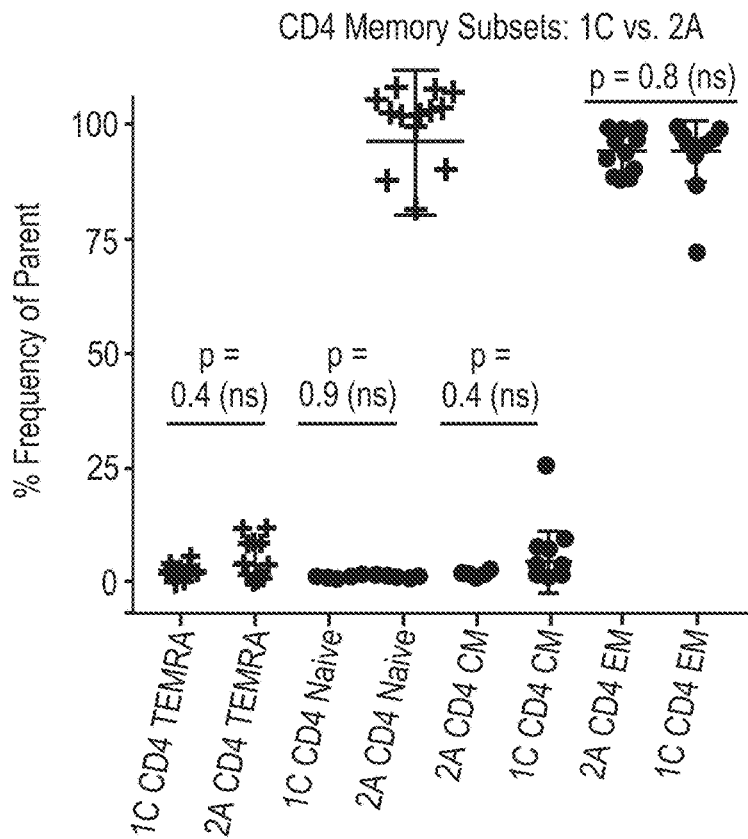 CD4 Memory Subsets: 1C vs. 2A
p = 0.8 (ns)
% Frequency of Parent
100
75
50
25
0
p =
0.4 (ns)
p =
0.9 (ns)
p =
0.4 (ns)
1C CD4 TEMRA
2A CD4 TEMRA
1C CD4 Naive
2A CD4 Naive
2A CD4 CM
1C CD4 CM
2A CD4 EM
1C CD4 EM